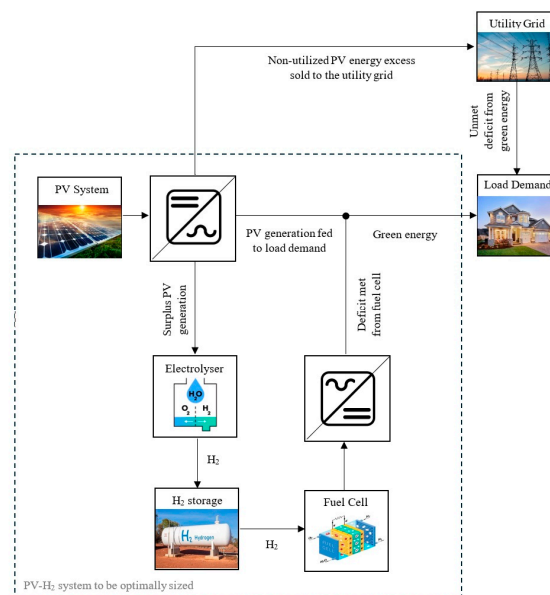 Utility Grid
Non-utilized PV energy excess
sold to the utility grid
Unmet
deficit from
green energy
PV System
Load Demand
PV generation fed
to load demand
Green energy
Surplus PV
generation
Deficit met
from fuel cell
Electrolyser
H₂O
O₂ H₂
H₂
H₂ storage
H₂ Hydrogen
Fuel Cell
H₂
PV-H₂ system to be optimally sized